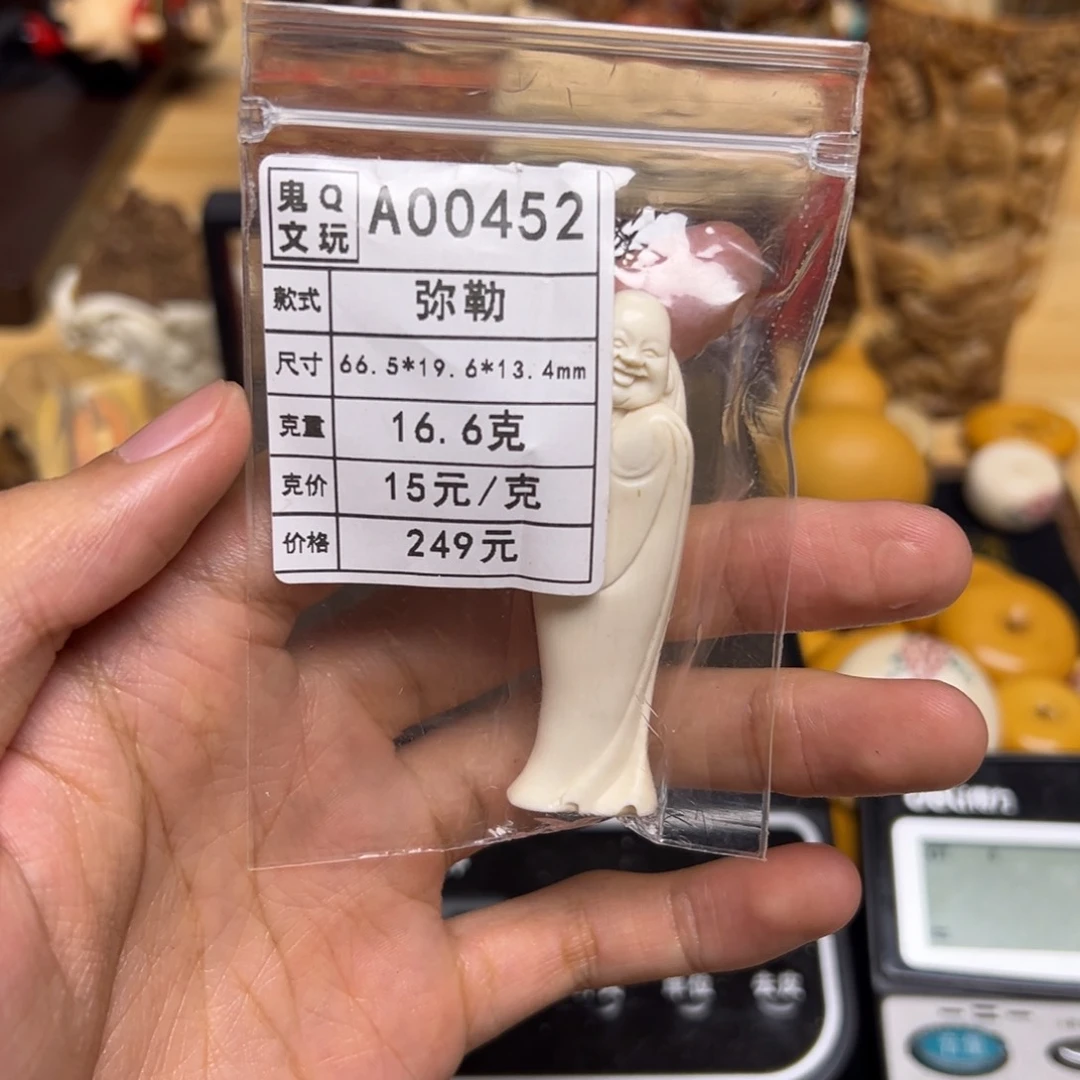 鬼Q
文玩
A00452
款式 弥勒
尺寸 66.5*19.6*13.4mm
克量 16.6克
克价 15元/克
价格 249元